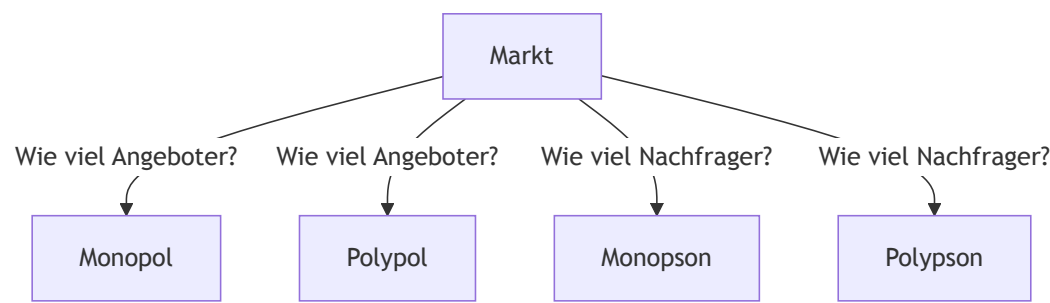 Markt
Wie viel Angeboter?
Wie viel Angeboter?
Wie viel Nachfrager?
Wie viel Nachfrager?
Monopol
Polypol
Monopson
Polypson